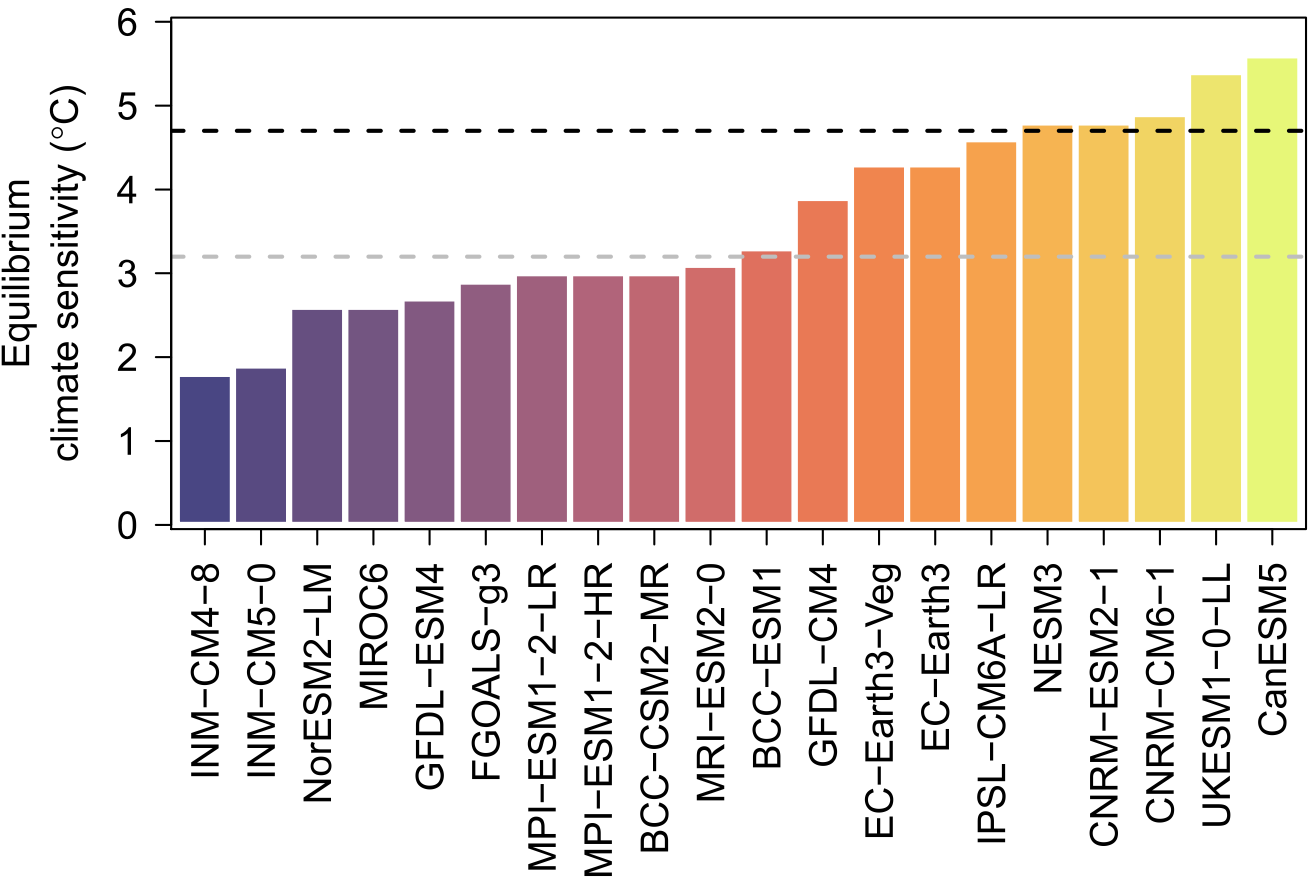 Equilibrium
climate sensitivity (°C)
6
5
4
3
2
1
0
INM−CM4−8
INM−CM5−0
NorESM2−LM
MIROC6
GFDL−ESM4
FGOALS−g3
MPI−ESM1−2−LR
MPI−ESM1−2−HR
BCC−CSM2−MR
MRI−ESM2−0
BCC−ESM1
GFDL−CM4
EC−Earth3−Veg
EC−Earth3
IPSL−CM6A−LR
NESM3
CNRM−ESM2−1
CNRM−CM6−1
UKESM1−0−LL
CanESM5